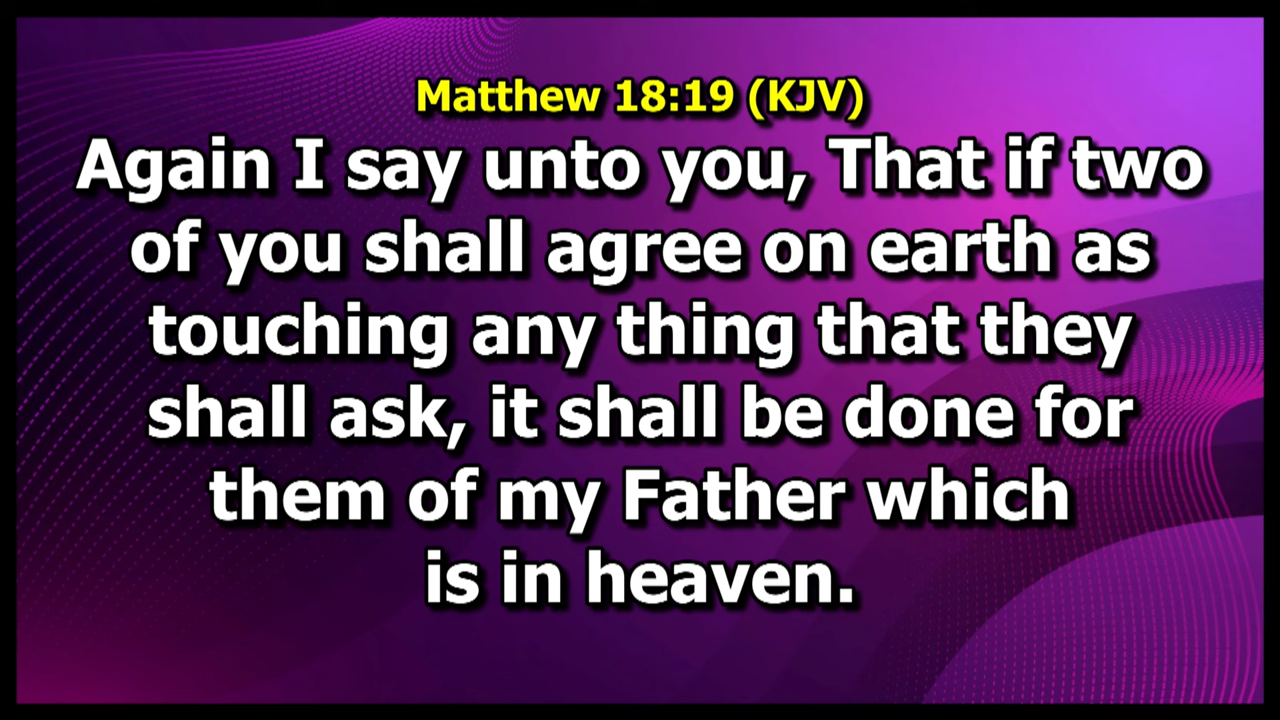 Matthew 18:19 (KJV)
Again I say unto you, That if two
of you shall agree on earth as
touching any thing that they
shall ask, it shall be done for
them of my Father which
is in heaven.